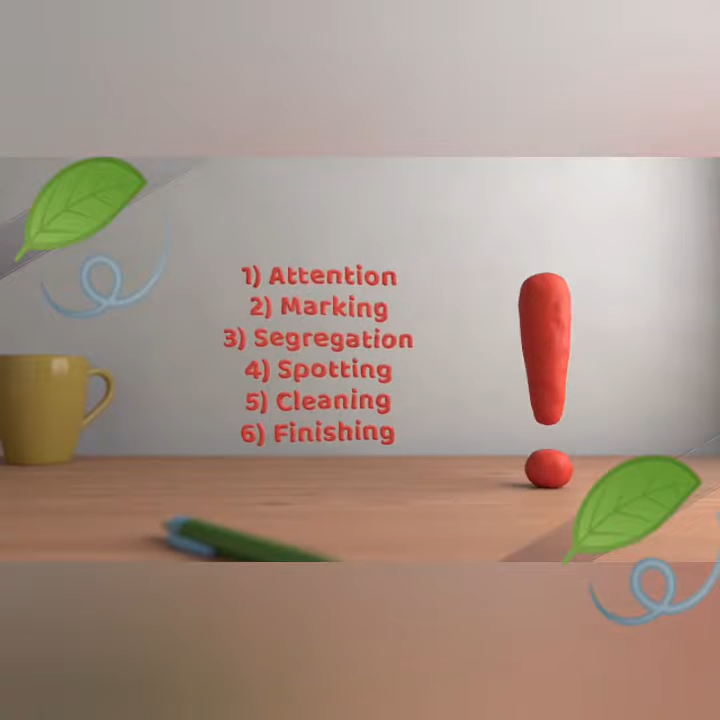 1) Attention
2) Marking
3) Segregation
4) Spotting
5) Cleaning
6) Finishing